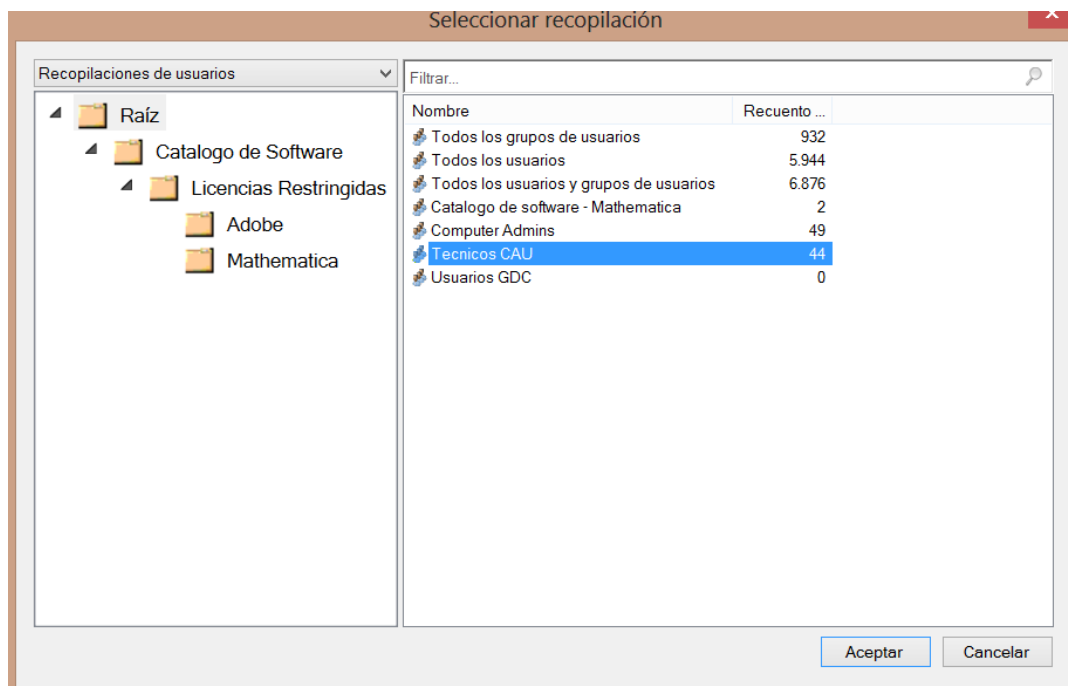 Seleccionar recopilación
Recopilaciones de usuarios
Filtrar...
Raíz
Catalogo de Software
Licencias Restringidas
Adobe
Mathematica
Nombre Recuento ...
Todos los grupos de usuarios 932
Todos los usuarios 5.944
Todos los usuarios y grupos de usuarios 6.876
Catalogo de software - Mathematica 2
Computer Admins 49
Tecnicos CAU 44
Usuarios GDC 0
Aceptar Cancelar